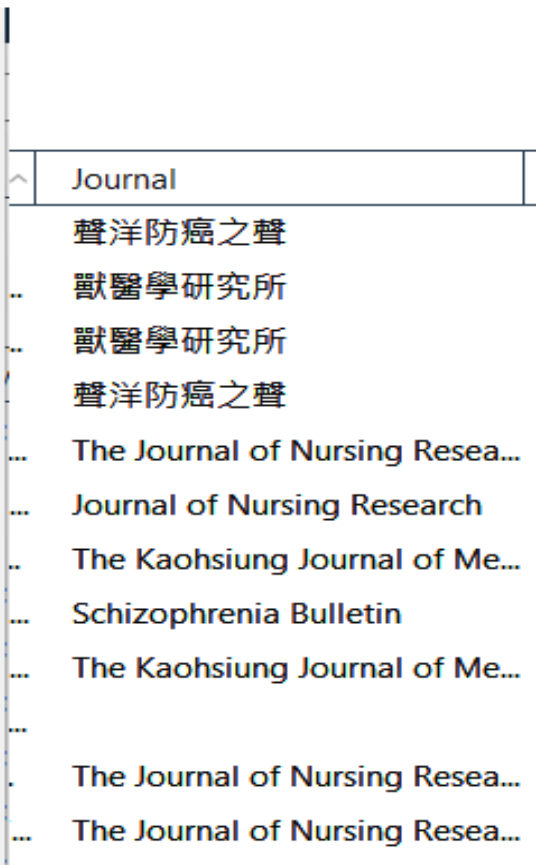 Journal
聲洋防癌之聲
獸醫學研究所
獸醫學研究所
聲洋防癌之聲
... The Journal of Nursing Resea...
... Journal of Nursing Research
.. The Kaohsiung Journal of Me...
... Schizophrenia Bulletin
... The Kaohsiung Journal of Me...
...
. The Journal of Nursing Resea...
... The Journal of Nursing Resea...